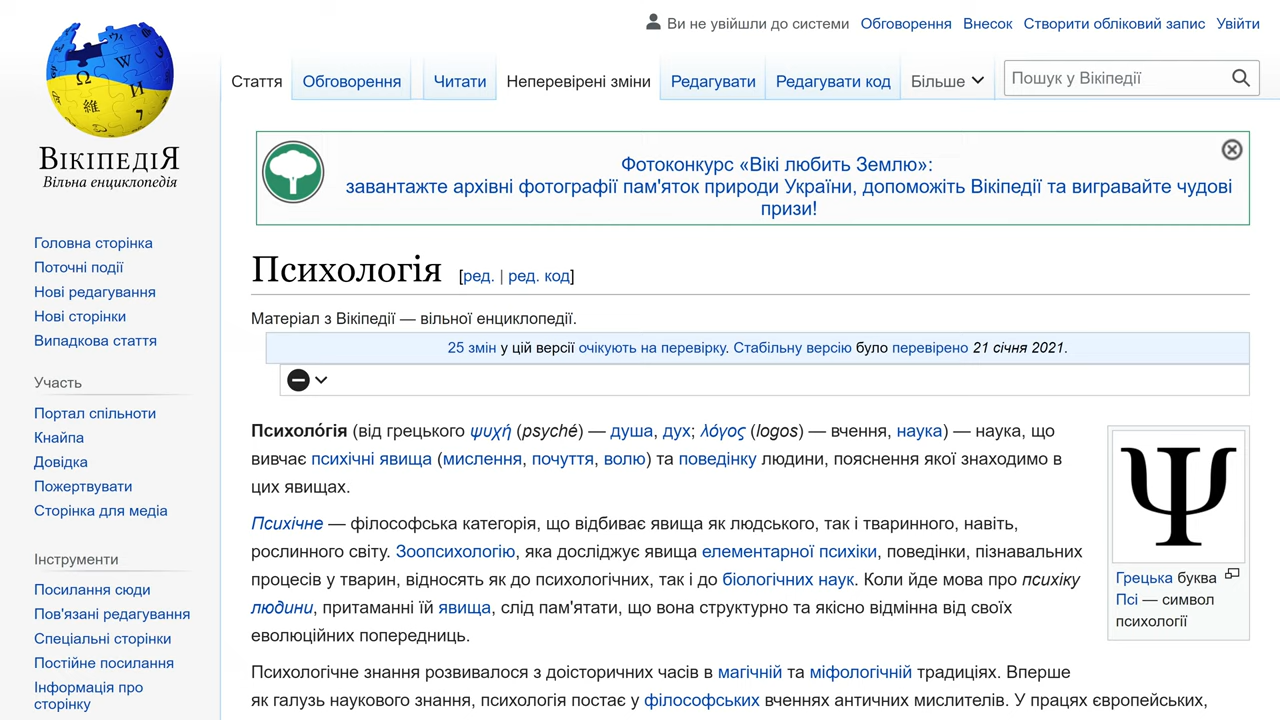 Ви не увійшли до системи Обговорення Внесок Створити обліковий запис Увійти
Стаття Обговорення Читати Неперевірені зміни Редагувати Редагувати код Більше Пошук у Вікіпедії
ВікіпедіЯ
Вільна енциклопедія
Головна сторінка
Поточні події
Нові редагування
Нові сторінки
Випадкова стаття
Участь
Портал спільноти
Кнайпа
Довідка
Пожертвувати
Сторінка для медіа
Інструменти
Посилання сюди
Пов'язані редагування
Спеціальні сторінки
Постійне посилання
Інформація про
сторінку
Фотоконкурс «Вікі любить Землю»:
завантажте архівні фотографії пам'яток природи України, допоможіть Вікіпедії та вигравайте чудові
призи!
Психологія [ред. | ред. код]
Матеріал з Вікіпедії — вільної енциклопедії.
25 змін у цій версії очікують на перевірку. Стабільну версію було перевірено 21 січня 2021.
Психоло́гія (від грецького ψυχή (psyché) — душа, дух; λόγος (logos) — вчення, наука) — наука, що
вивчає психічні явища (мислення, почуття, волю) та поведінку людини, пояснення якої знаходимо в
цих явищах.
Психічне — філософська категорія, що відбиває явища як людського, так і тваринного, навіть,
рослинного світу. Зоопсихологію, яка досліджує явища елементарної психіки, поведінки, пізнавальних
процесів у тварин, відносять як до психологічних, так і до біологічних наук. Коли йде мова про психіку
людини, притаманні їй явища, слід пам'ятати, що вона структурно та якісно відмінна від своїх
еволюційних попередниць.
Психологічне знання розвивалося з доісторичних часів в магічній та міфологічній традиціях. Вперше
як галузь наукового знання, психологія постає у філософських вченнях античних мислителів. У працях європейських,
Ψ
Грецька буква
Псі — символ
психології